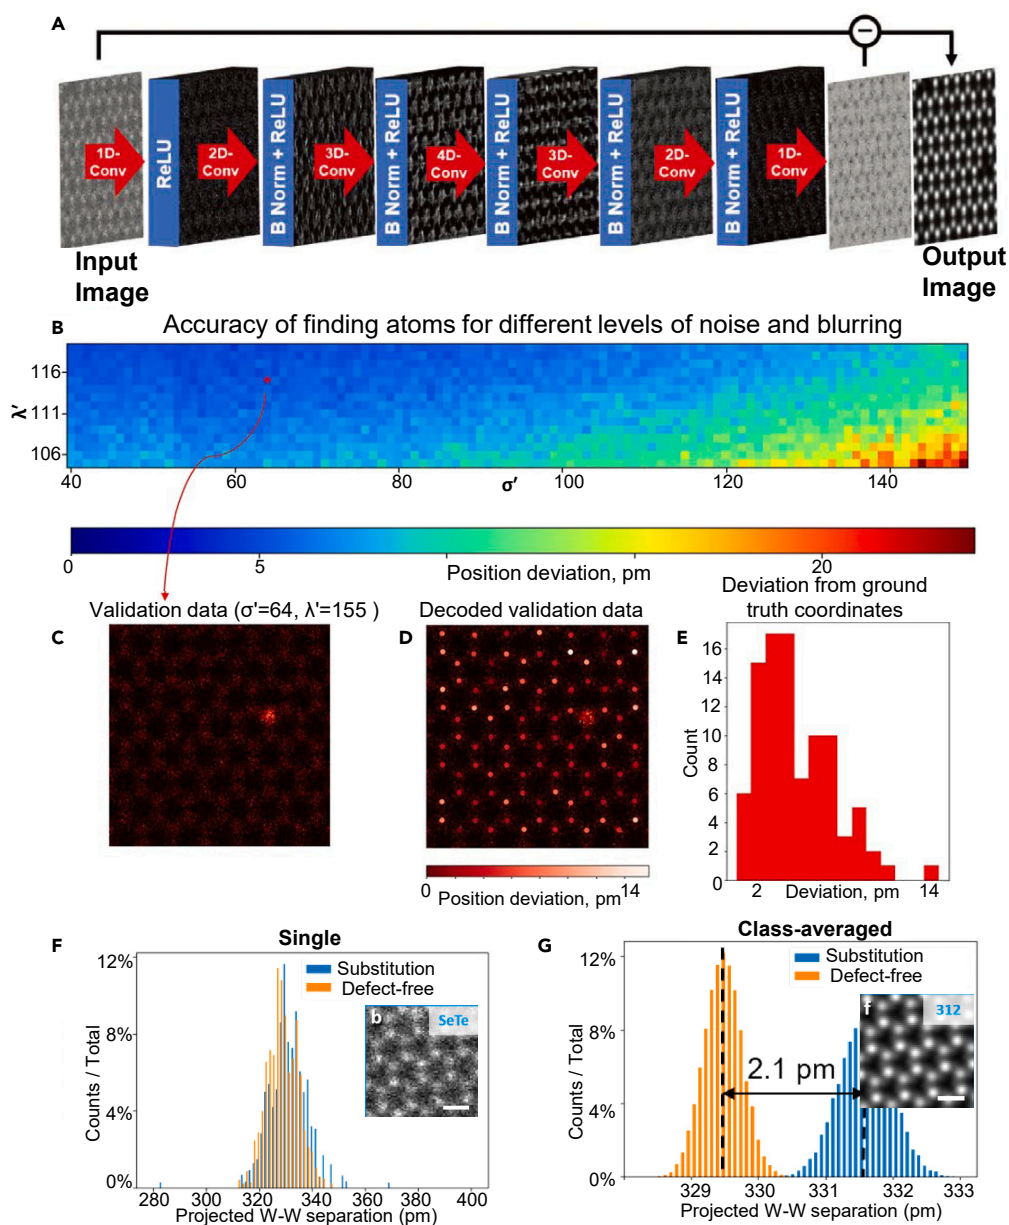 A
1D-
Conv
ReLU
2D-
Conv
B Norm + ReLU
3D-
Conv
B Norm + ReLU
4D-
Conv
B Norm + ReLU
3D-
Conv
B Norm + ReLU
2D-
Conv
B Norm + ReLU
1D-
Conv
−
Input
Image
Output
Image
B
Accuracy of finding atoms for different levels of noise and blurring
λ′
116
111
106
40 60 80 100 120 140
σ′
0 5 20
Position deviation, pm
Validation data (σ'=64, λ'=155 )
C
Decoded validation data
D
0 14
Position deviation, pm
Deviation from ground
truth coordinates
E
Count
16
14
12
10
8
6
4
2
0
2 14
Deviation, pm
F
Single
Counts / Total
12%
8%
4%
0%
Substitution
Defect-free
b SeTe
280 300 320 340 360 380 400
Projected W-W separation (pm)
G
Class-averaged
Counts / Total
12%
8%
4%
0%
Substitution
Defect-free
f 312
2.1 pm
329 330 331 332 333
Projected W-W separation (pm)